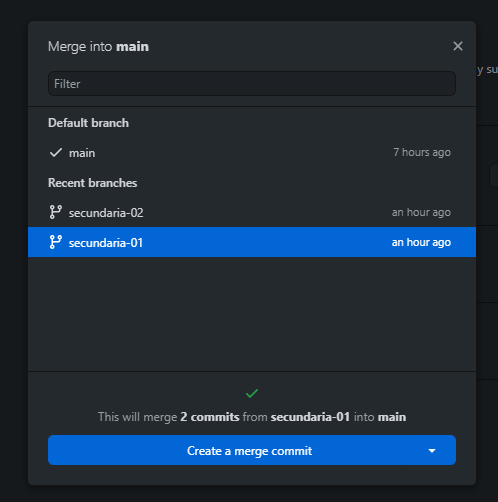 Merge into main
y su
Filter
Default branch
main 7 hours ago
Recent branches
secundaria-02 an hour ago
secundaria-01 an hour ago
This will merge 2 commits from secundaria-01 into main
Create a merge commit